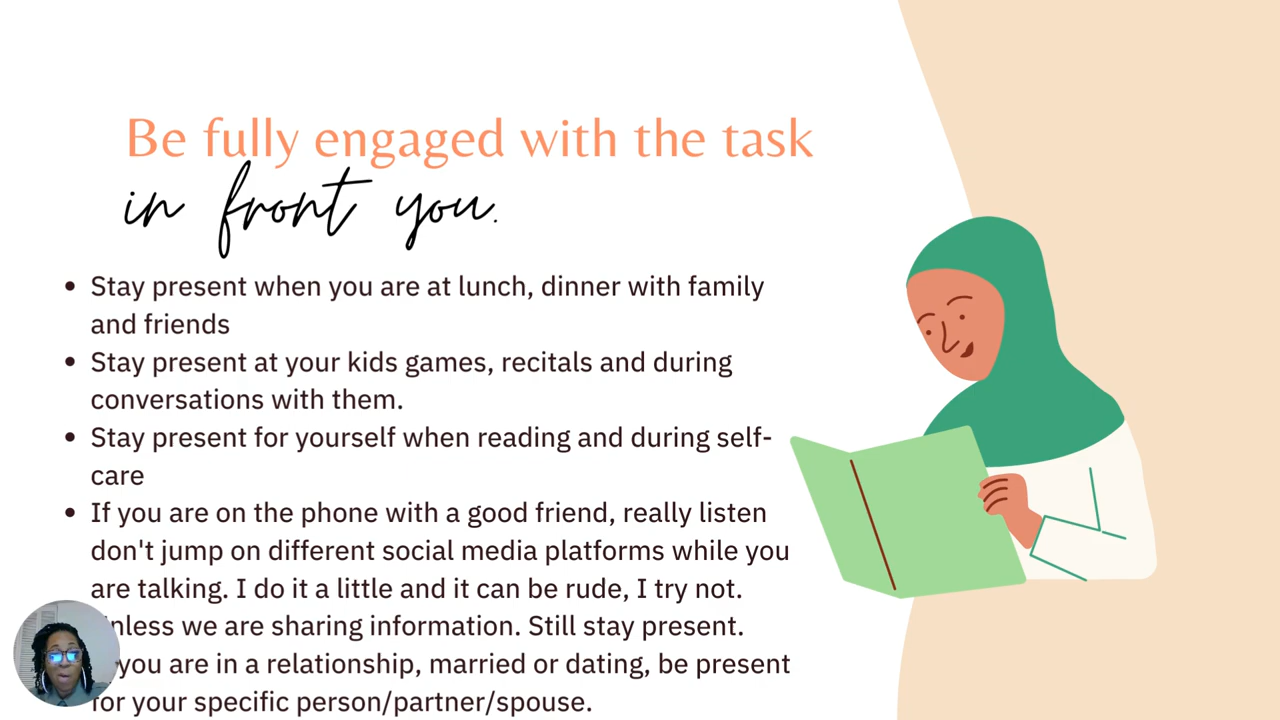 Be fully engaged with the task
in front you.
• Stay present when you are at lunch, dinner with family
and friends
• Stay present at your kids games, recitals and during
conversations with them.
• Stay present for yourself when reading and during self-
care
• If you are on the phone with a good friend, really listen
don't jump on different social media platforms while you
are talking. I do it a little and it can be rude, I try not.
we are sharing information. Still stay present.
you are in a relationship, married or dating, be present
for your specific person/partner/spouse.